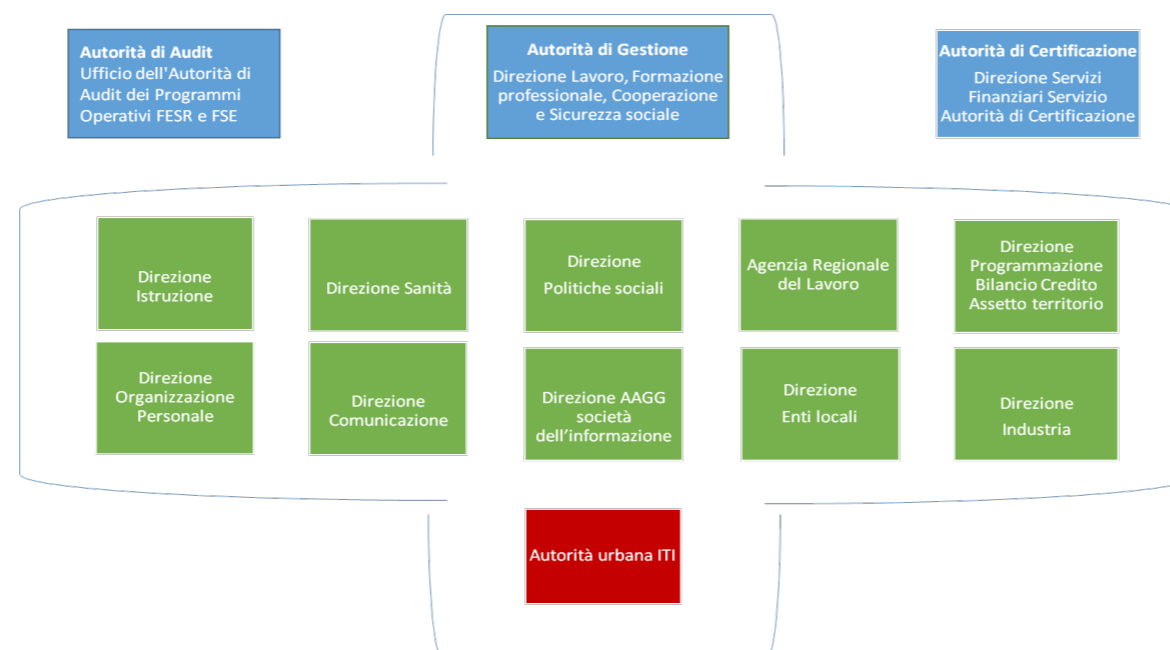 Autorità di Audit
Ufficio dell'Autorità di
Audit dei Programmi
Operativi FESR e FSE
Autorità di Gestione
Direzione Lavoro, Formazione
professionale, Cooperazione
e Sicurezza sociale
Autorità di Certificazione
Direzione Servizi
Finanziari Servizio
Autorità di Certificazione
Direzione
Istruzione
Direzione Sanità
Direzione
Politiche sociali
Agenzia Regionale
del Lavoro
Direzione
Programmazione
Bilancio Credito
Assetto territorio
Direzione
Organizzazione
Personale
Direzione
Comunicazione
Direzione AAGG
società
dell’informazione
Direzione
Enti locali
Direzione
Industria
Autorità urbana ITI